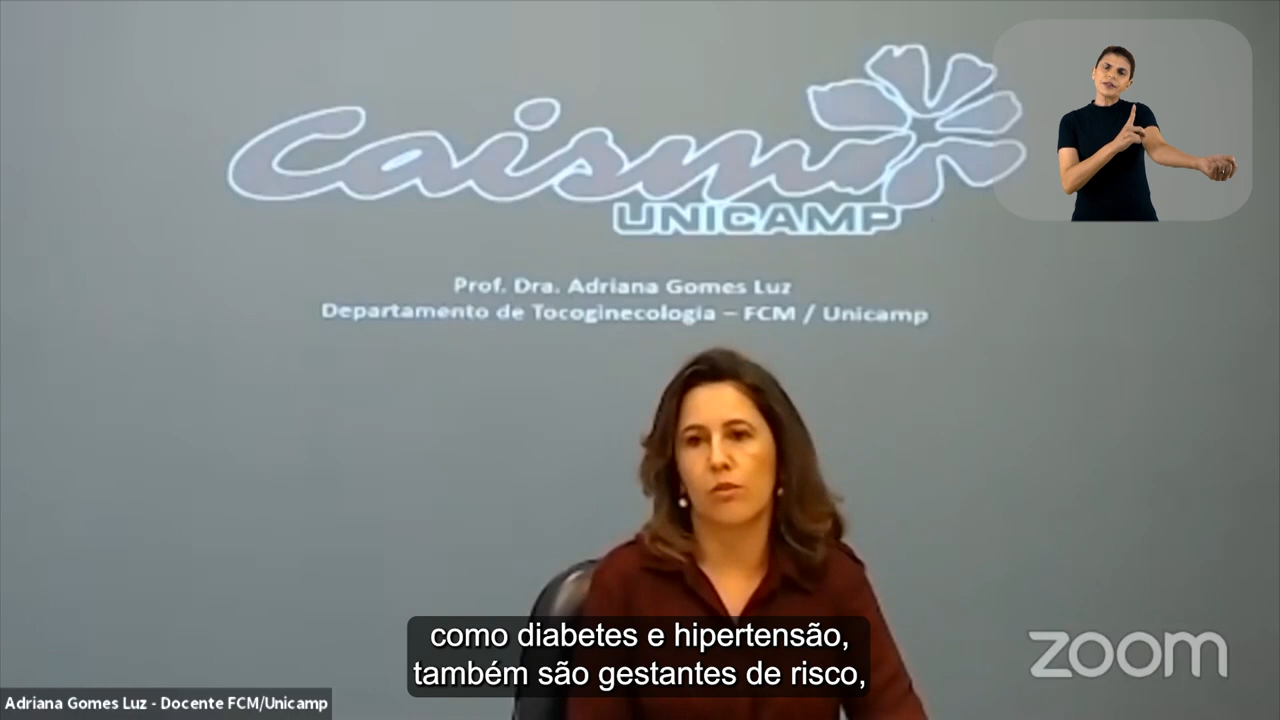 Caism
UNICAMP
Prof. Dra. Adriana Gomes Luz
Departamento de Tocoginecologia – FCM / Unicamp
como diabetes e hipertensão,
também são gestantes de risco,
zoom
Adriana Gomes Luz - Docente FCM/Unicamp